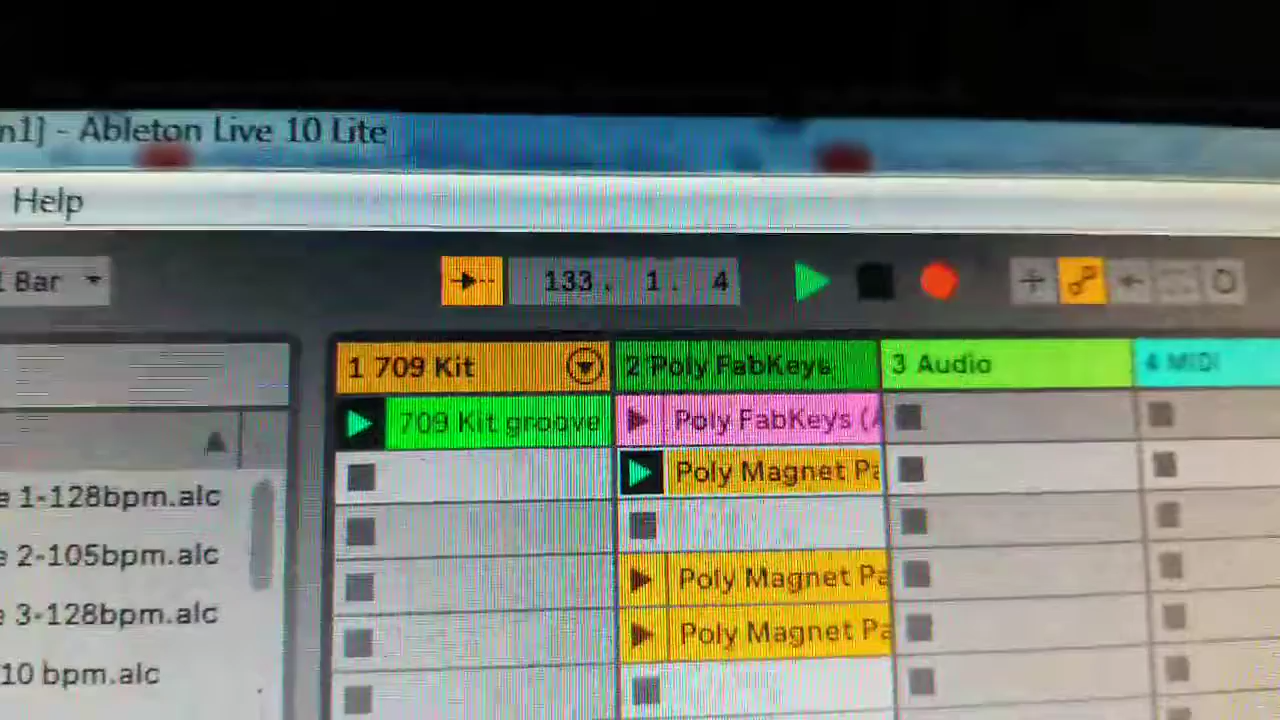 n1] - Ableton Live 10 Lite
Help
1 Bar 133. 1. 4
1 709 Kit 2 Poly FabKeys 3 Audio 4 MIDI
709 Kit groove Poly FabKeys (A
Poly Magnet Pa
e 1-128bpm.alc
e 2-105bpm.alc
Poly Magnet Pa
e 3-128bpm.alc
Poly Magnet Pa
10 bpm.alc